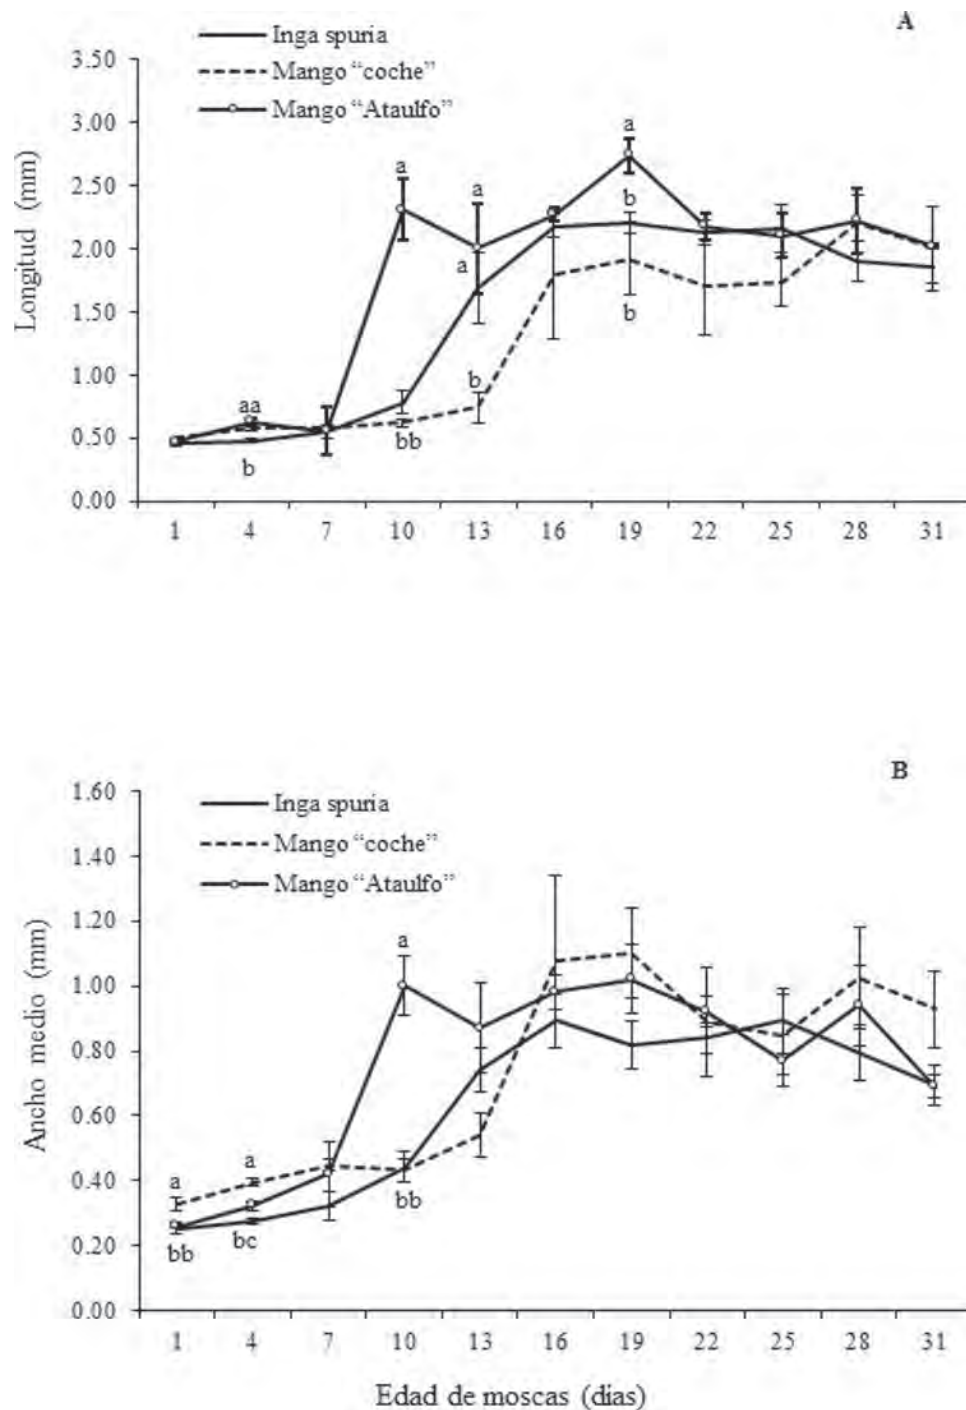 A
Inga spuria
Mango “coche”
Mango “Ataulfo”
3.50
3.00
2.50
2.00
1.50
1.00
0.50
0.00
Longitud (mm)
a
a
a
b
a
b
b
aa
b
bb
1 4 7 10 13 16 19 22 25 28 31
B
Inga spuria
Mango “coche”
Mango “Ataulfo”
1.60
1.40
1.20
1.00
0.80
0.60
0.40
0.20
0.00
Ancho medio (mm)
a
a
a
bb
bc
bb
1 4 7 10 13 16 19 22 25 28 31
Edad de moscas (días)